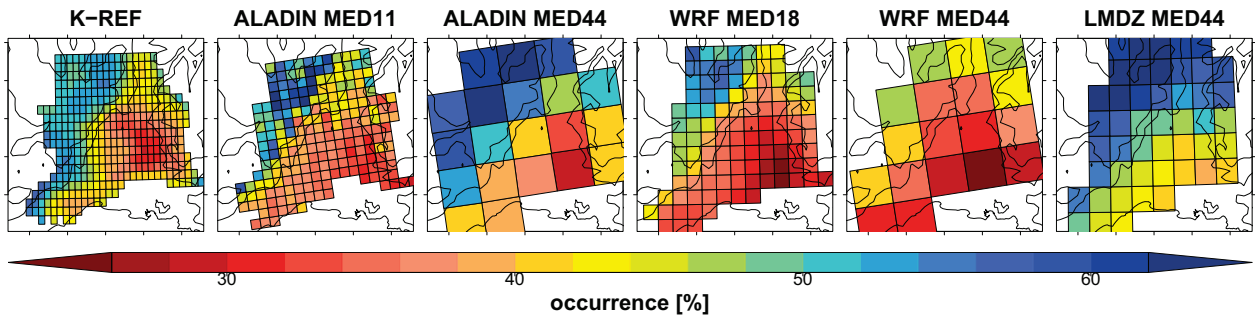 K-REF ALADIN MED11 ALADIN MED44 WRF MED18 WRF MED44 LMDZ MED44
30 40 50 60
occurrence [%]